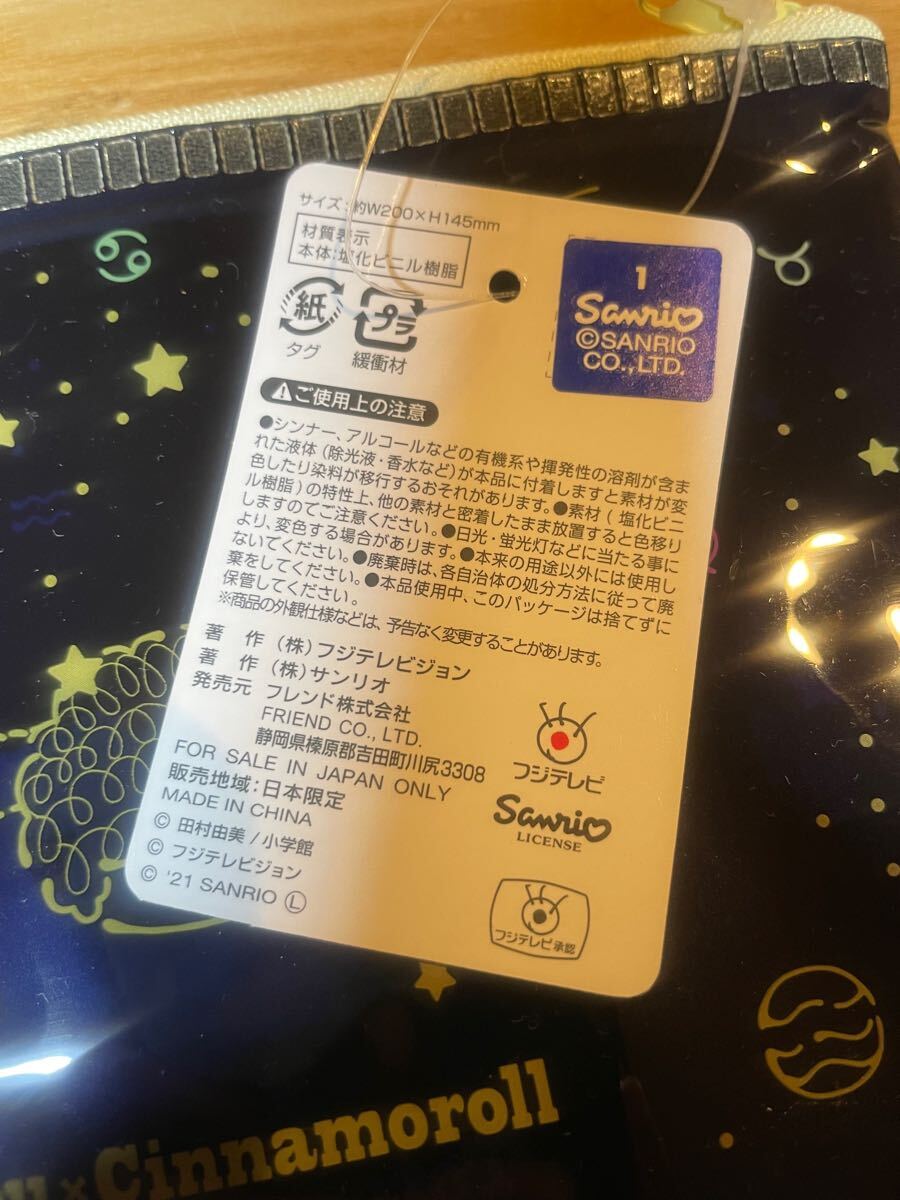 サイズ:約W200×H145mm
材質表示
本体:塩化ビニル樹脂
紙
タグ
プラ
緩衝材
1
Sanrio
©SANRIO
CO.,LTD.
ご使用上の注意
●シンナー、アルコールなどの有機系や揮発性の溶剤が含ま
れた液体(除光液・香水など)が本品に付着しますと素材が変
色したり染料が移行するおそれがあります。●素材(塩化ビニ
ル樹脂)の特性上、他の素材と密着したまま放置すると色移り
しますのでご注意ください。●日光・蛍光灯などに当たる事に
より、変色する場合があります。●本来の用途以外には使用し
ないでください。●廃棄時は、各自治体の処分方法に従って廃
棄をしてください。●本品使用中、このパッケージは捨てずに
保管してください。
※商品の外観仕様などは、予告なく変更することがあります。
著 作 (株)フジテレビジョン
著 作 (株)サンリオ
発売元 フレンド株式会社
FRIEND CO., LTD.
静岡県榛原郡吉田町川尻3308
FOR SALE IN JAPAN ONLY
販売地域:日本限定
MADE IN CHINA
© 田村由美/小学館
© フジテレビジョン
© '21 SANRIO Ⓛ
フジテレビ
Sanrio
LICENSE
フジテレビ承認
×Cinnamoroll